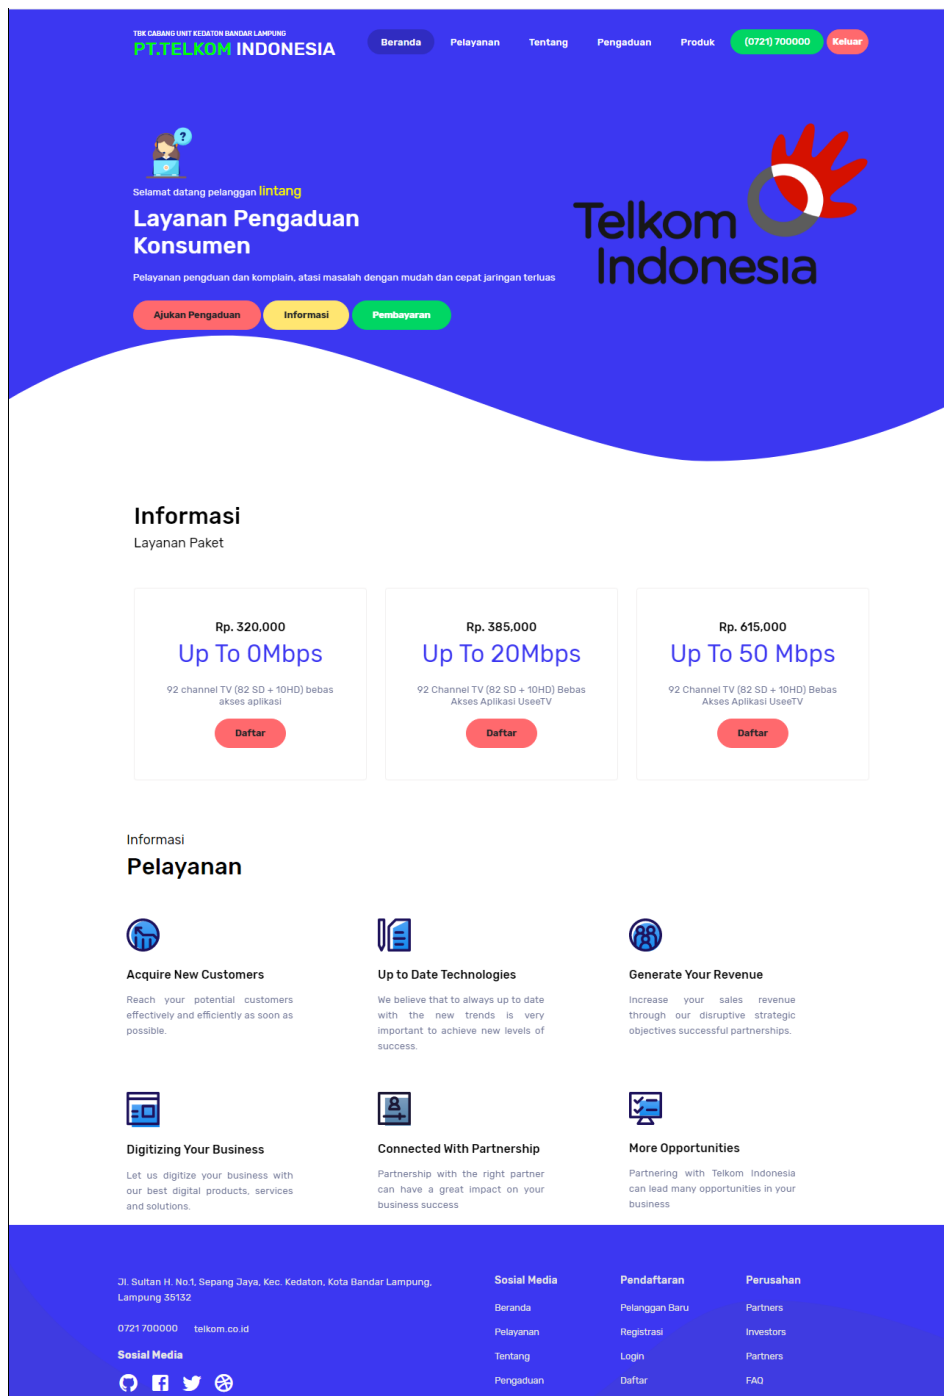 TBK CABANG UNIT KEDATON BANDAR LAMPUNG
PT.TELKOM INDONESIA
Beranda
Pelayanan
Tentang
Pengaduan
Produk
(0721) 700000
Keluar
?
Selamat datang pelanggan lintang
Layanan Pengaduan
Konsumen
Pelayanan pengduan dan komplain, atasi masalah dengan mudah dan cepat jaringan terluas
Ajukan Pengaduan
Informasi
Pembayaran
Telkom
Indonesia
Informasi
Layanan Paket
Rp. 320,000
Up To 0Mbps
92 channel TV (82 SD + 10HD) bebas
akses aplikasi
Daftar
Rp. 385,000
Up To 20Mbps
92 Channel TV (82 SD + 10HD) Bebas
Akses Aplikasi UseeTV
Daftar
Rp. 615,000
Up To 50 Mbps
92 Channel TV (82 SD + 10HD) Bebas
Akses Aplikasi UseeTV
Daftar
Informasi
Pelayanan
Acquire New Customers
Reach your potential customers
effectively and efficiently as soon as
possible.
Up to Date Technologies
We believe that to always up to date
with the new trends is very
important to achieve new levels of
success.
Generate Your Revenue
Increase your sales revenue
through our disruptive strategic
objectives successful partnerships.
Digitizing Your Business
Let us digitize your business with
our best digital products, services
and solutions.
Connected With Partnership
Partnership with the right partner
can have a great impact on your
business success
More Opportunities
Partnering with Telkom Indonesia
can lead many opportunities in your
business
Jl. Sultan H. No.1, Sepang Jaya, Kec. Kedaton, Kota Bandar Lampung,
Lampung 35132
0721 700000
telkom.co.id
Sosial Media
Sosial Media
Beranda
Pelayanan
Tentang
Pengaduan
Pendaftaran
Pelanggan Baru
Registrasi
Login
Daftar
Perusahan
Partners
Investors
Partners
FAQ